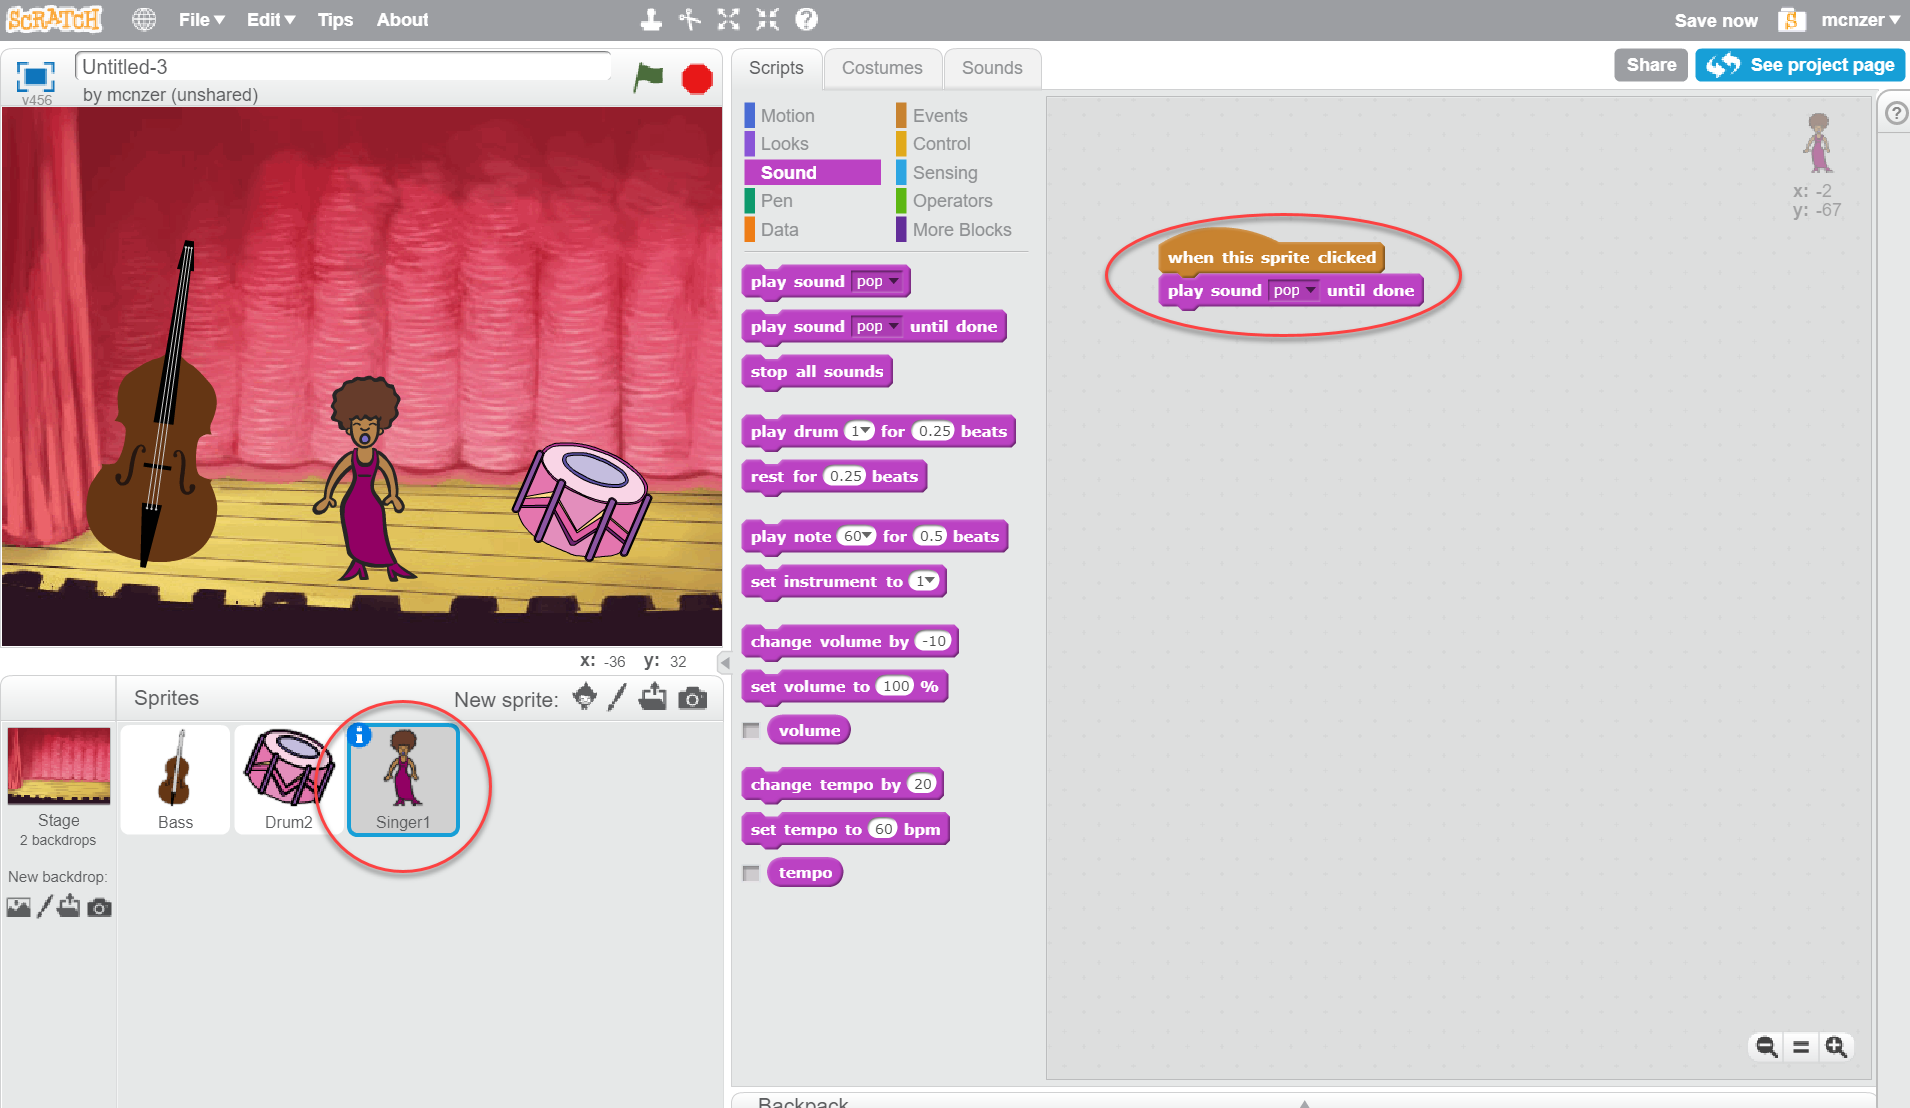 SCRATCH File Edit Tips About Save now S mcnzer
Untitled-3
v456 by mcnzer (unshared)
Scripts Costumes Sounds Share See project page
Motion Events
Looks Control
Sound Sensing
Pen Operators
Data More Blocks
x: -2
y: -67
when this sprite clicked
play sound pop until done
play sound pop
play sound pop until done
stop all sounds
play drum 1 for 0.25 beats
rest for 0.25 beats
play note 60 for 0.5 beats
set instrument to 1
change volume by -10
set volume to 100 %
volume
change tempo by 20
set tempo to 60 bpm
tempo
x: -36 y: 32
Sprites New sprite:
Stage
2 backdrops
New backdrop:
Bass Drum2 Singer1
Backpack